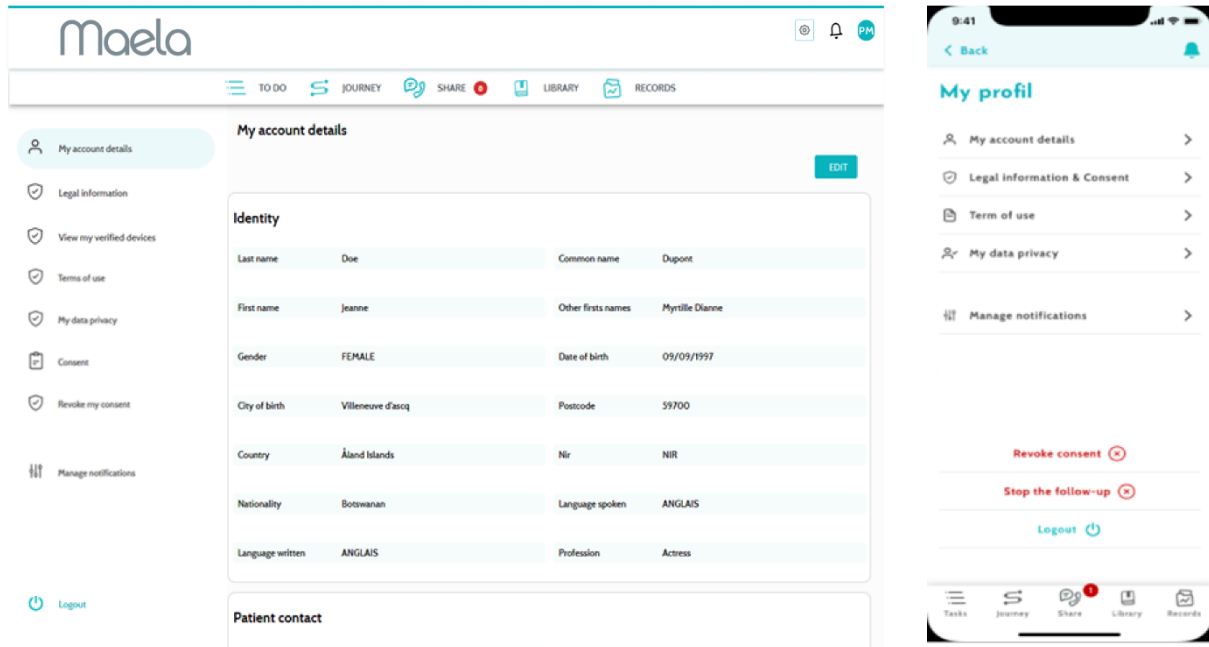 Maela
PM
TO DO JOURNEY SHARE 0 LIBRARY RECORDS
My account details
Legal information
View my verified devices
Terms of use
My data privacy
Consent
Revoke my consent
Manage notifications
Logout
My account details
EDIT
Identity
Last name Doe Common name Dupont
First name Jeanne Other firsts names Myrtille Dianne
Gender FEMALE Date of birth 09/09/1997
City of birth Villeneuve d'ascq Postcode 59700
Country Åland Islands Nir NIR
Nationality Botswanan Language spoken ANGLAIS
Language written ANGLAIS Profession Actress
Patient contact
9:41
Back
My profil
My account details
Legal information & Consent
Term of use
My data privacy
Manage notifications
Revoke consent
Stop the follow-up
Logout
1
Tasks Journey Share Library Records